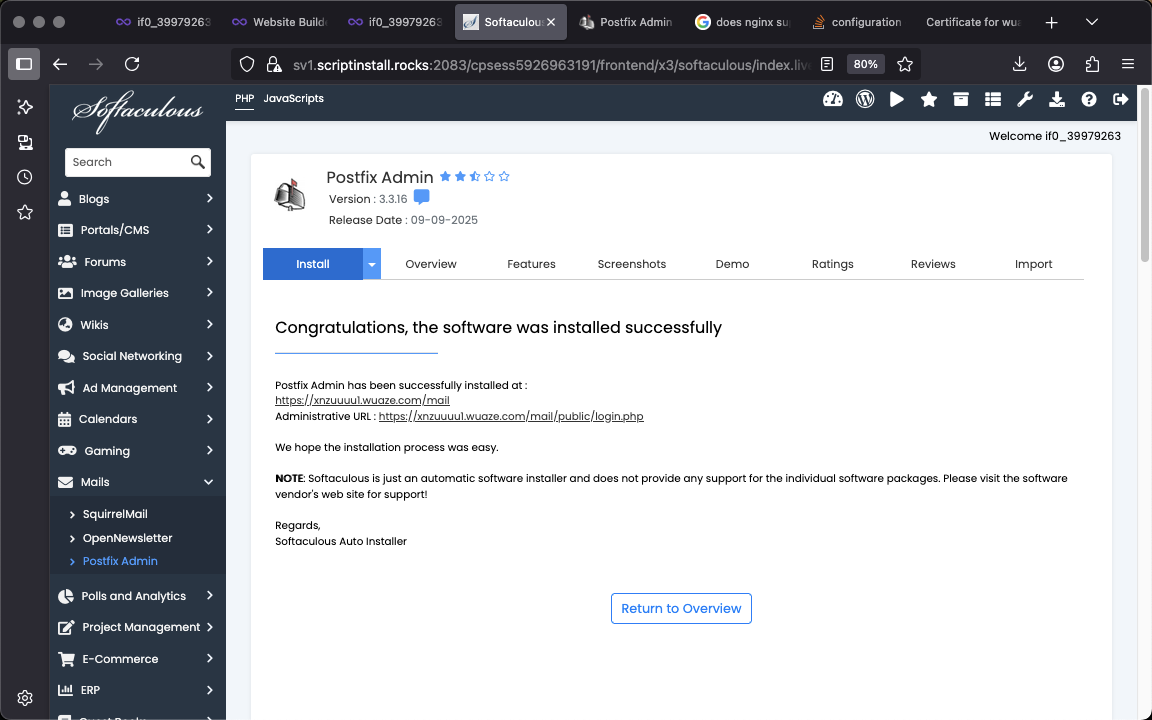 if0_39979263
Website Builde
if0_39979263
Softaculous
Postfix Admin
does nginx su
configuration
Certificate for wua
sv1.scriptinstall.rocks:2083/cpsess5926963191/frontend/x3/softaculous/index.liv
80%
Softaculous
PHP JavaScripts
Welcome if0_39979263
Search
Blogs
Portals/CMS
Forums
Image Galleries
Wikis
Social Networking
Ad Management
Calendars
Gaming
Mails
SquirrelMail
OpenNewsletter
Postfix Admin
Polls and Analytics
Project Management
E-Commerce
ERP
Postfix Admin
Version : 3.3.16
Release Date : 09-09-2025
Install Overview Features Screenshots Demo Ratings Reviews Import
Congratulations, the software was installed successfully
Postfix Admin has been successfully installed at :
https://xnzuuuu1.wuaze.com/mail
Administrative URL : https://xnzuuuu1.wuaze.com/mail/public/login.php
We hope the installation process was easy.
NOTE: Softaculous is just an automatic software installer and does not provide any support for the individual software packages. Please visit the software
vendor's web site for support!
Regards,
Softaculous Auto Installer
Return to Overview